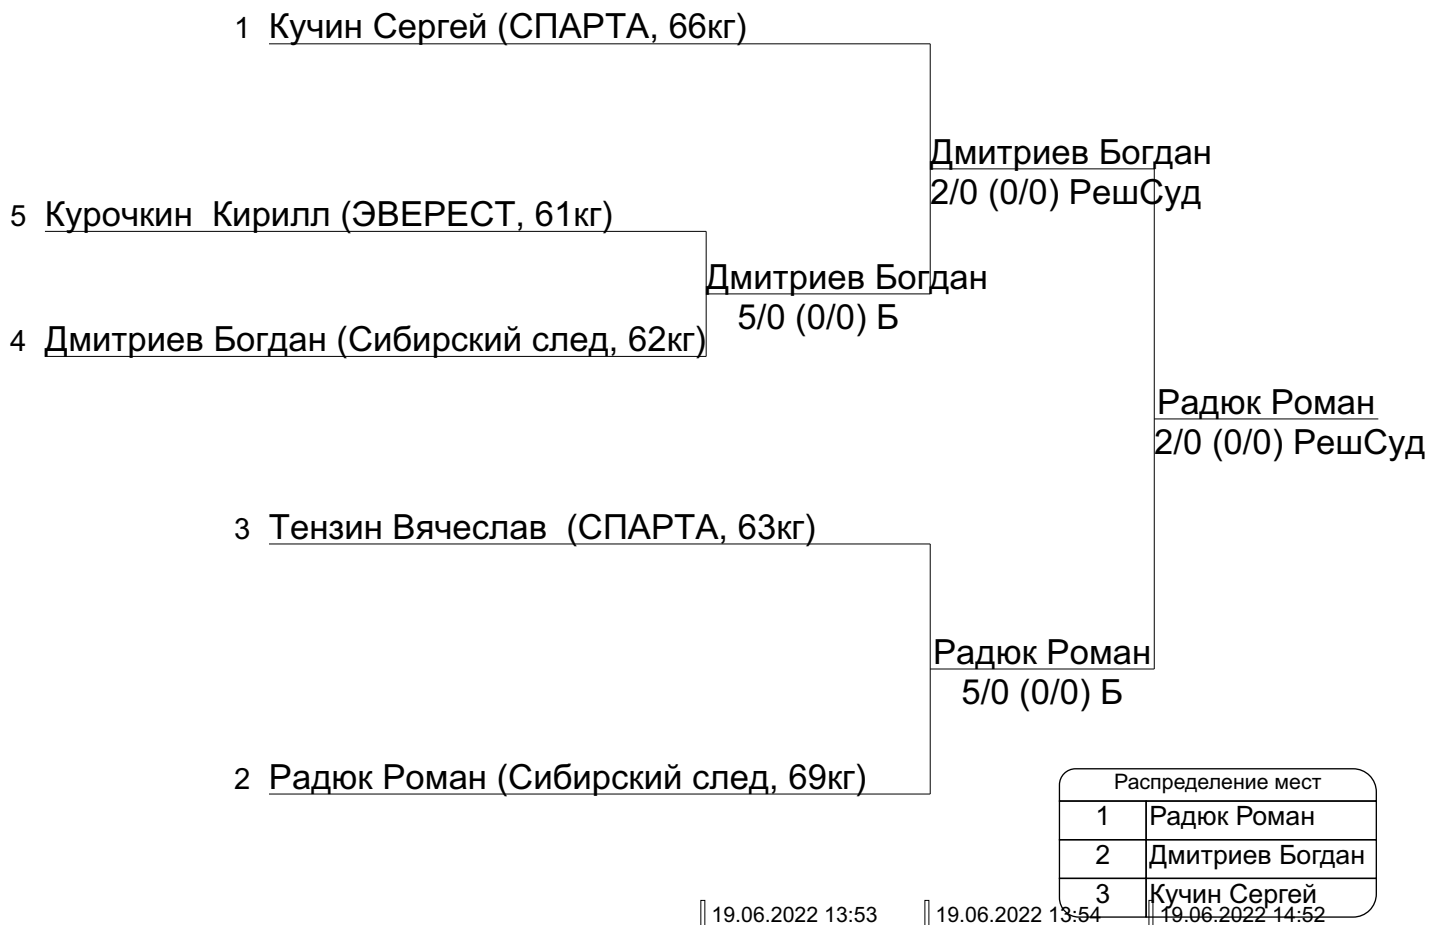 1 Кучин Сергей (СПАРТА, 66кг)
Дмитриев Богдан
2/0 (0/0) РешСуд
5 Курочкин  Кирилл (ЭВЕРЕСТ, 61кг)
Дмитриев Богдан
5/0 (0/0) Б
4 Дмитриев Богдан (Сибирский след, 62кг)
Радюк Роман
2/0 (0/0) РешСуд
3 Тензин Вячеслав  (СПАРТА, 63кг)
Радюк Роман
5/0 (0/0) Б
2 Радюк Роман (Сибирский след, 69кг)
Распределение мест
1 Радюк Роман
2 Дмитриев Богдан
3 Кучин Сергей
19.06.2022 13:53 19.06.2022 13:54 19.06.2022 14:52